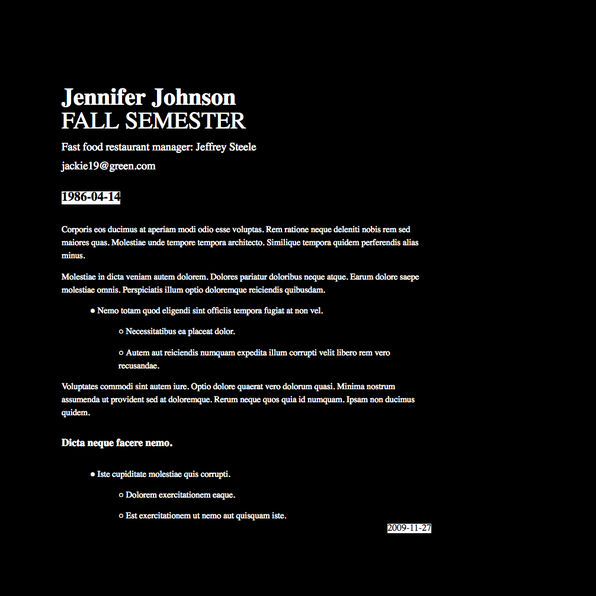 Jennifer Johnson
FALL SEMESTER
Fast food restaurant manager: Jeffrey Steele
jackie19@green.com
1986-04-14
Corporis eos ducimus at aperiam modi odio esse voluptas. Rem ratione neque deleniti nobis rem sed
maiores quas. Molestiae unde tempore tempora architecto. Similique tempora quidem perferendis alias
minus.
Molestiae in dicta veniam autem dolorem. Dolores pariatur doloribus neque atque. Earum dolore saepe
molestiae omnis. Perspiciatis illum optio doloremque reiciendis quibusdam.
● Nemo totam quod eligendi sint officiis tempora fugiat at non vel.
○ Necessitatibus ea placeat dolor.
○ Autem aut reiciendis numquam expedita illum corrupti velit libero rem vero
recusandae.
Voluptates commodi sint autem iure. Optio dolore quaerat vero dolorum quasi. Minima nostrum
assumenda ut provident sed at doloremque. Rerum neque quos quia id numquam. Ipsam non ducimus
quidem.
Dicta neque facere nemo.
● Iste cupiditate molestiae quis corrupti.
○ Dolorem exercitationem eaque.
○ Est exercitationem ut nemo aut quisquam iste.
2009-11-27